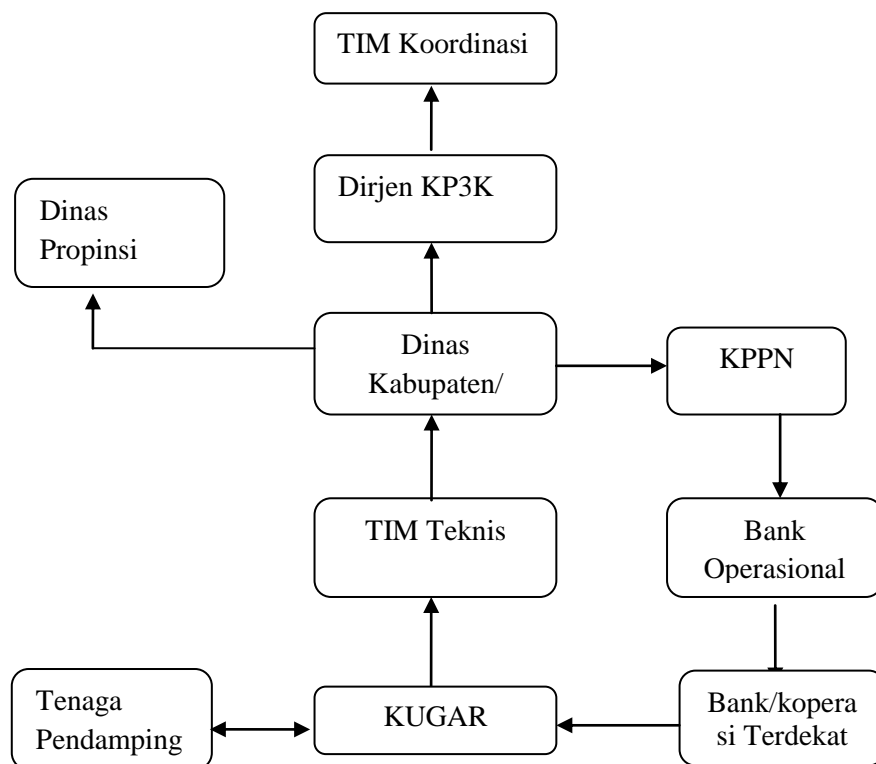 TIM Koordinasi
Dirjen KP3K
Dinas
Propinsi
Dinas
Kabupaten/
KPPN
TIM Teknis
Bank
Operasional
Tenaga
Pendamping
KUGAR
Bank/kopera
si Terdekat